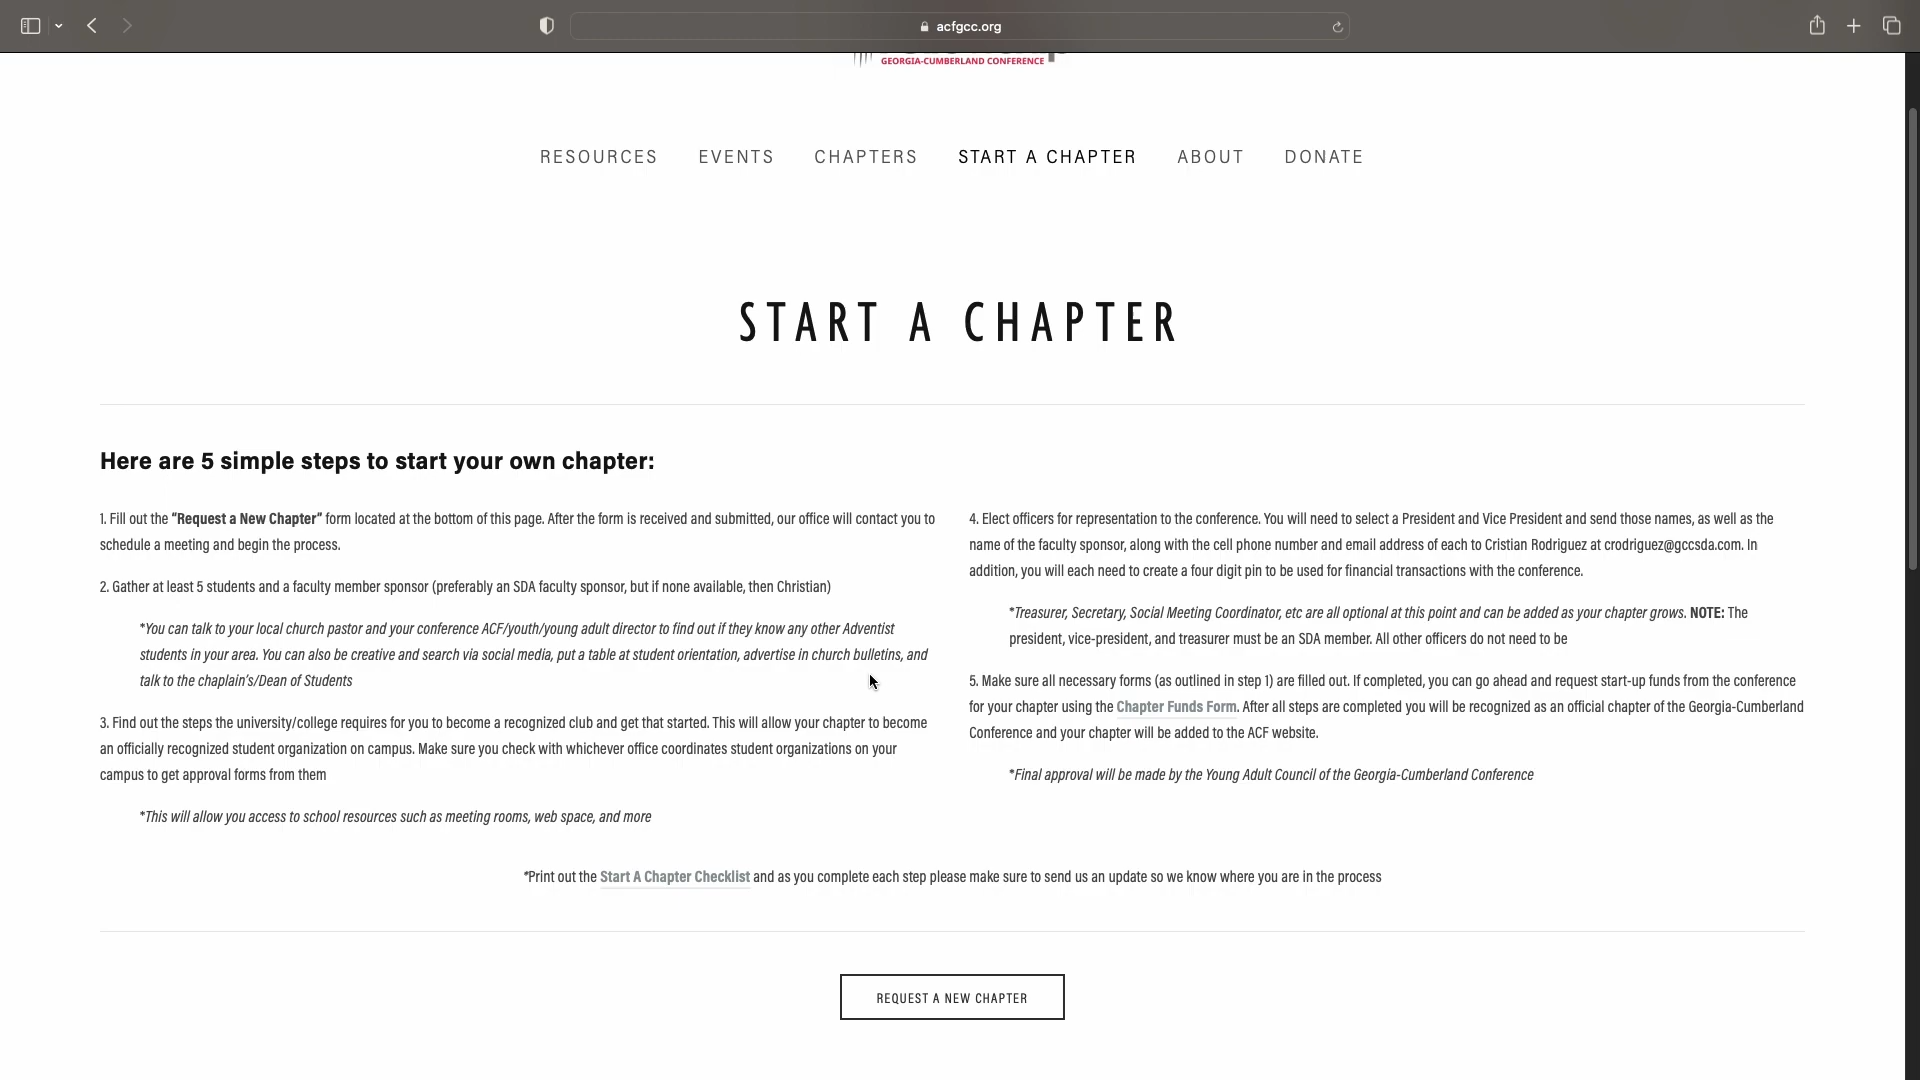 acfgcc.org
GEORGIA-CUMBERLAND CONFERENCE
RESOURCES EVENTS CHAPTERS START A CHAPTER ABOUT DONATE
START A CHAPTER
Here are 5 simple steps to start your own chapter:
1. Fill out the “Request a New Chapter” form located at the bottom of this page. After the form is received and submitted, our office will contact you to
schedule a meeting and begin the process.
2. Gather at least 5 students and a faculty member sponsor (preferably an SDA faculty sponsor, but if none available, then Christian)
*You can talk to your local church pastor and your conference ACF/youth/young adult director to find out if they know any other Adventist
students in your area. You can also be creative and search via social media, put a table at student orientation, advertise in church bulletins, and
talk to the chaplain's/Dean of Students
3. Find out the steps the university/college requires for you to become a recognized club and get that started. This will allow your chapter to become
an officially recognized student organization on campus. Make sure you check with whichever office coordinates student organizations on your
campus to get approval forms from them
*This will allow you access to school resources such as meeting rooms, web space, and more
4. Elect officers for representation to the conference. You will need to select a President and Vice President and send those names, as well as the
name of the faculty sponsor, along with the cell phone number and email address of each to Cristian Rodriguez at crodriguez@gccsda.com. In
addition, you will each need to create a four digit pin to be used for financial transactions with the conference.
*Treasurer, Secretary, Social Meeting Coordinator, etc are all optional at this point and can be added as your chapter grows. NOTE: The
president, vice-president, and treasurer must be an SDA member. All other officers do not need to be
5. Make sure all necessary forms (as outlined in step 1) are filled out. If completed, you can go ahead and request start-up funds from the conference
for your chapter using the Chapter Funds Form. After all steps are completed you will be recognized as an official chapter of the Georgia-Cumberland
Conference and your chapter will be added to the ACF website.
*Final approval will be made by the Young Adult Council of the Georgia-Cumberland Conference
*Print out the Start A Chapter Checklist and as you complete each step please make sure to send us an update so we know where you are in the process
REQUEST A NEW CHAPTER